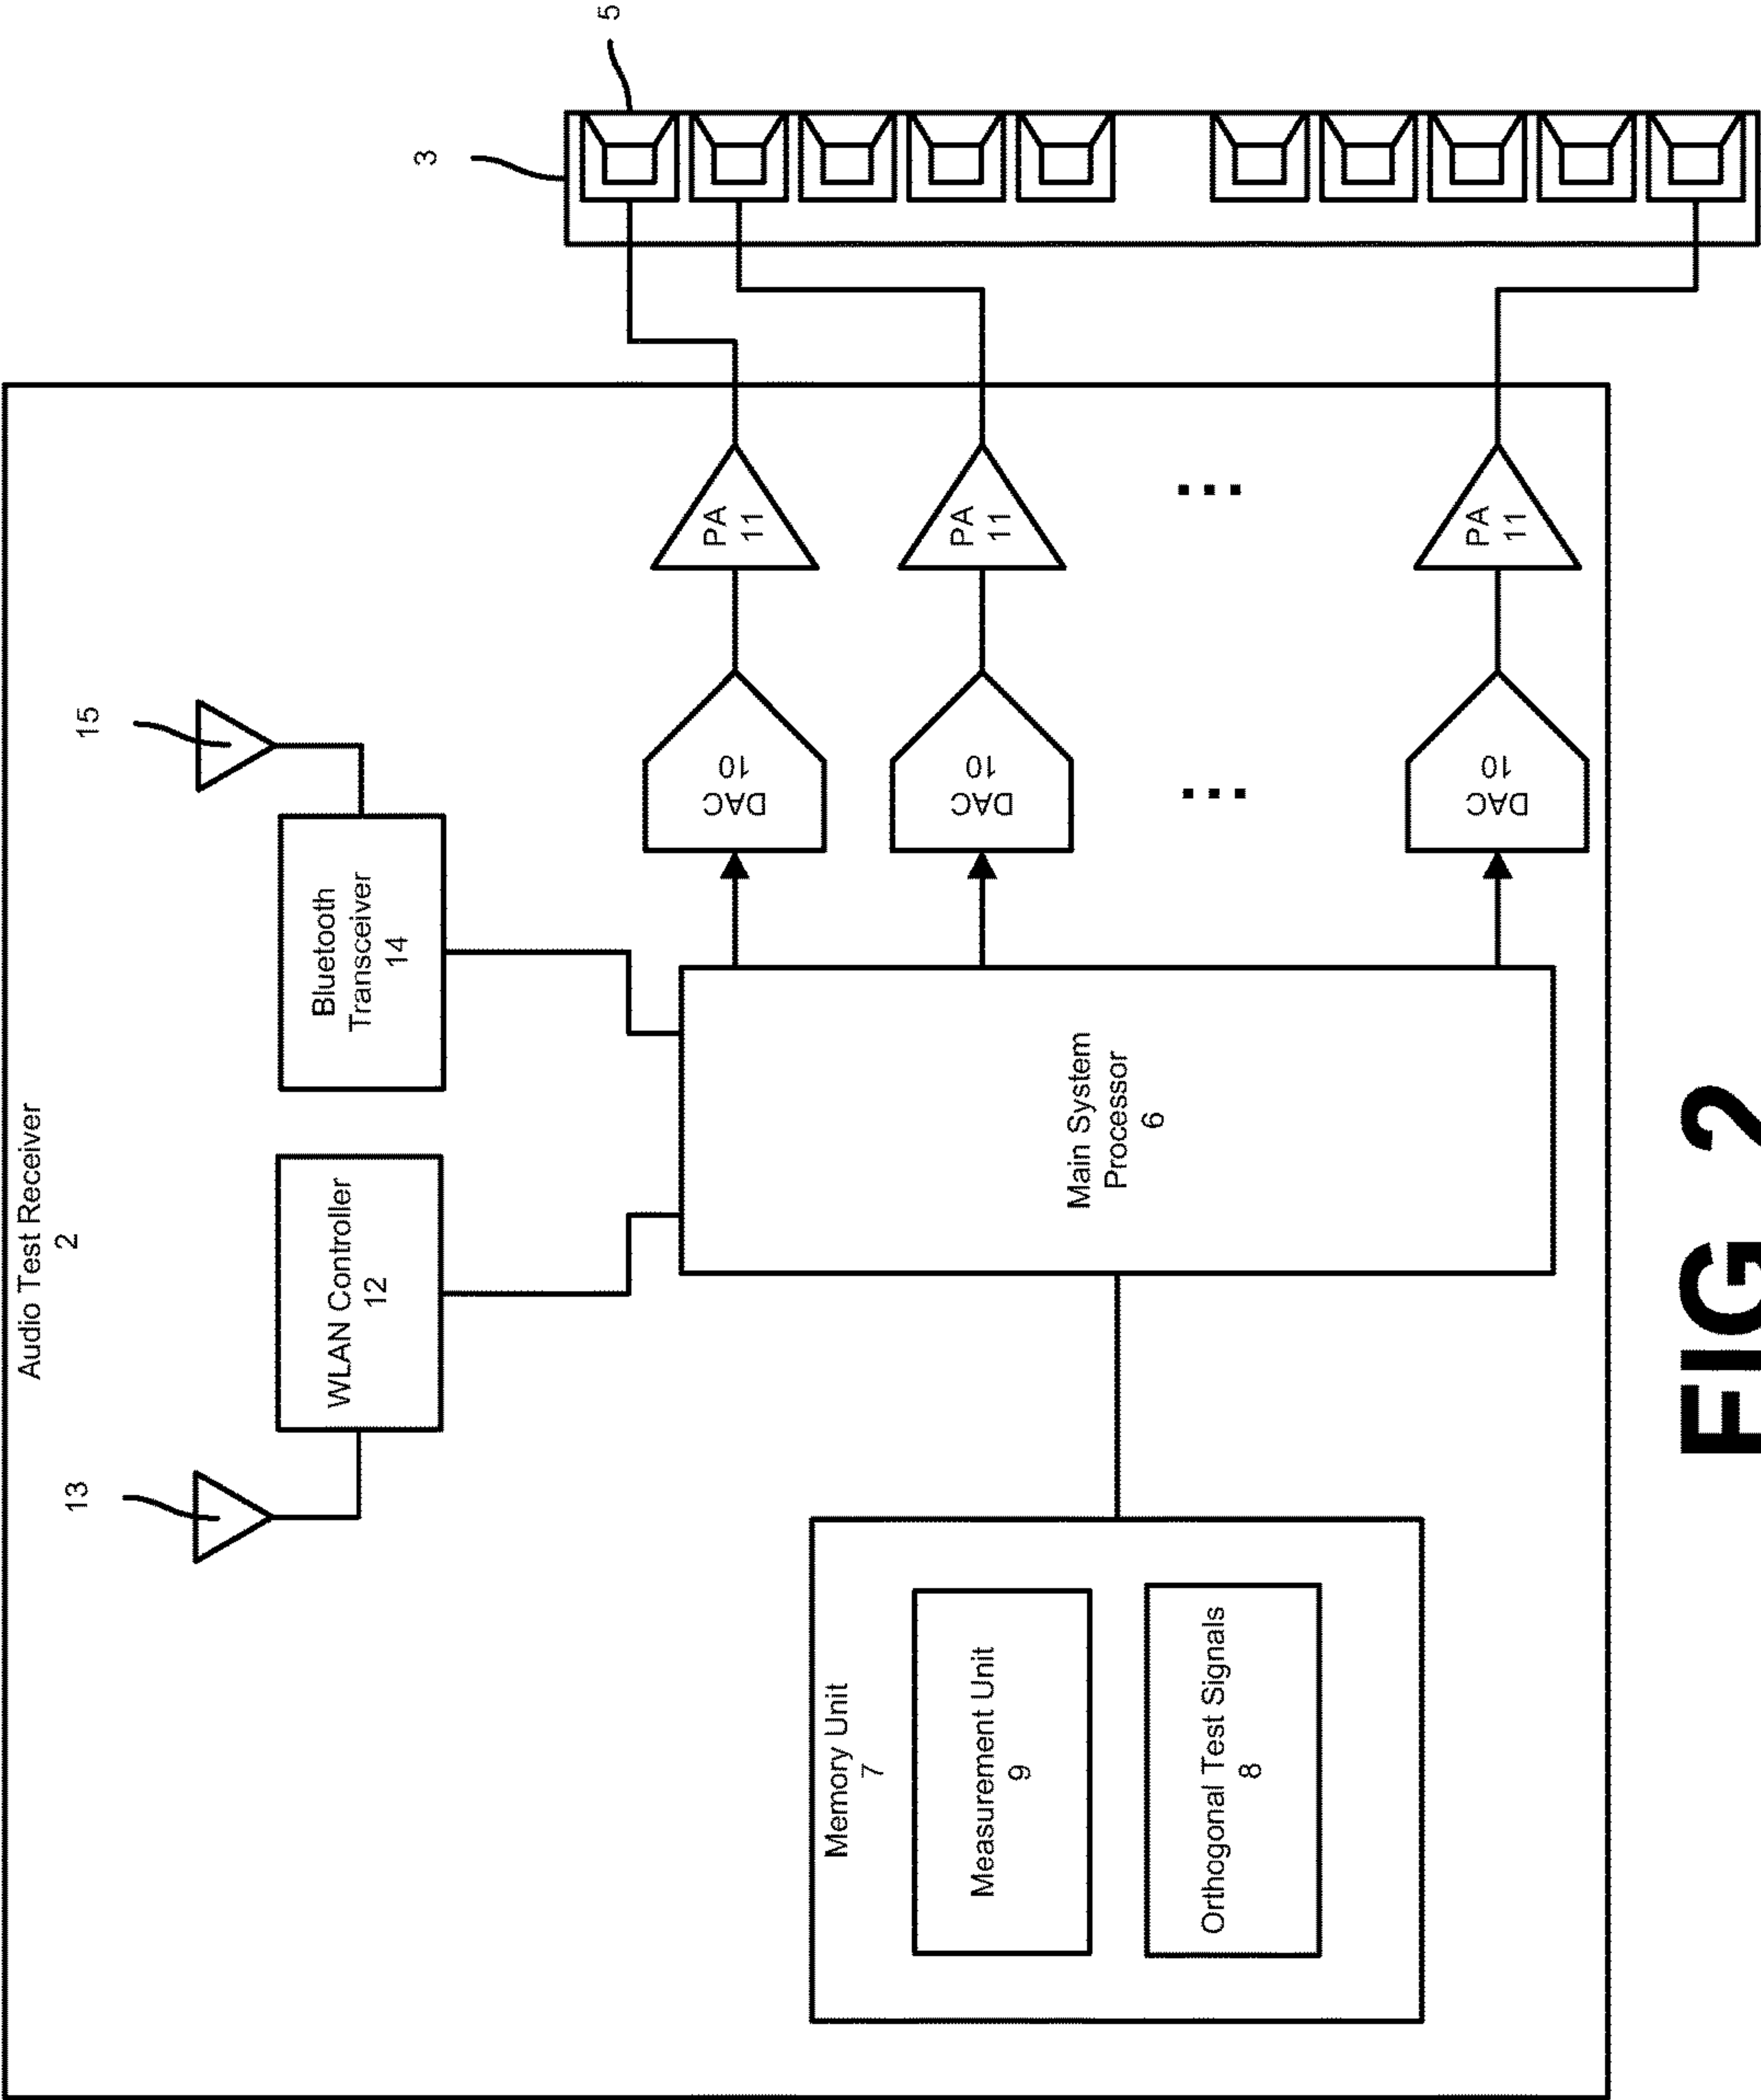 Audio Test Receiver
2
13
15
WLAN Controller
12
Bluetooth
Transceiver
14
3
5
Memory Unit
7
Measurement Unit
9
Orthogonal Test Signals
8
Main System
Processor
6
DAC
10
PA
11
DAC
10
PA
11
...
...
DAC
10
PA
11
FIG 2